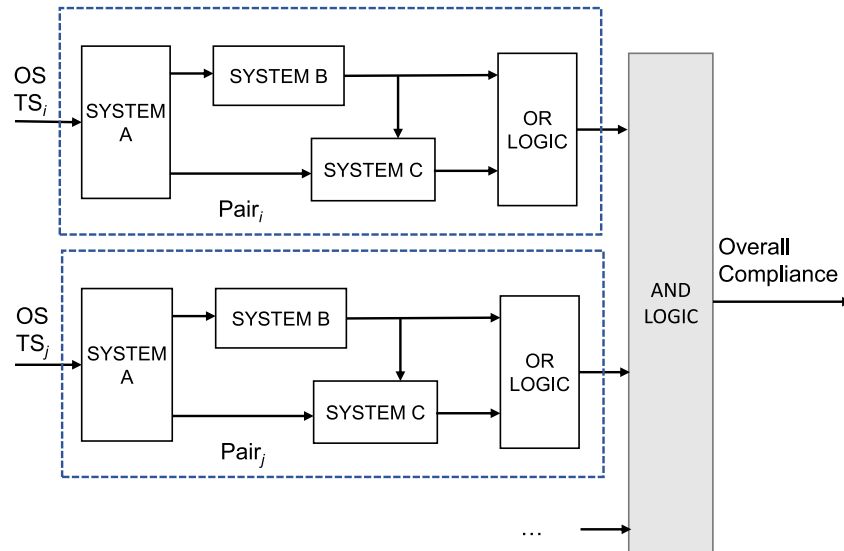 OS
TSᵢ
SYSTEM
A
SYSTEM B
SYSTEM C
OR
LOGIC
Pairᵢ
OS
TSⱼ
SYSTEM
A
SYSTEM B
SYSTEM C
OR
LOGIC
Pairⱼ
AND
LOGIC
Overall
Compliance
...